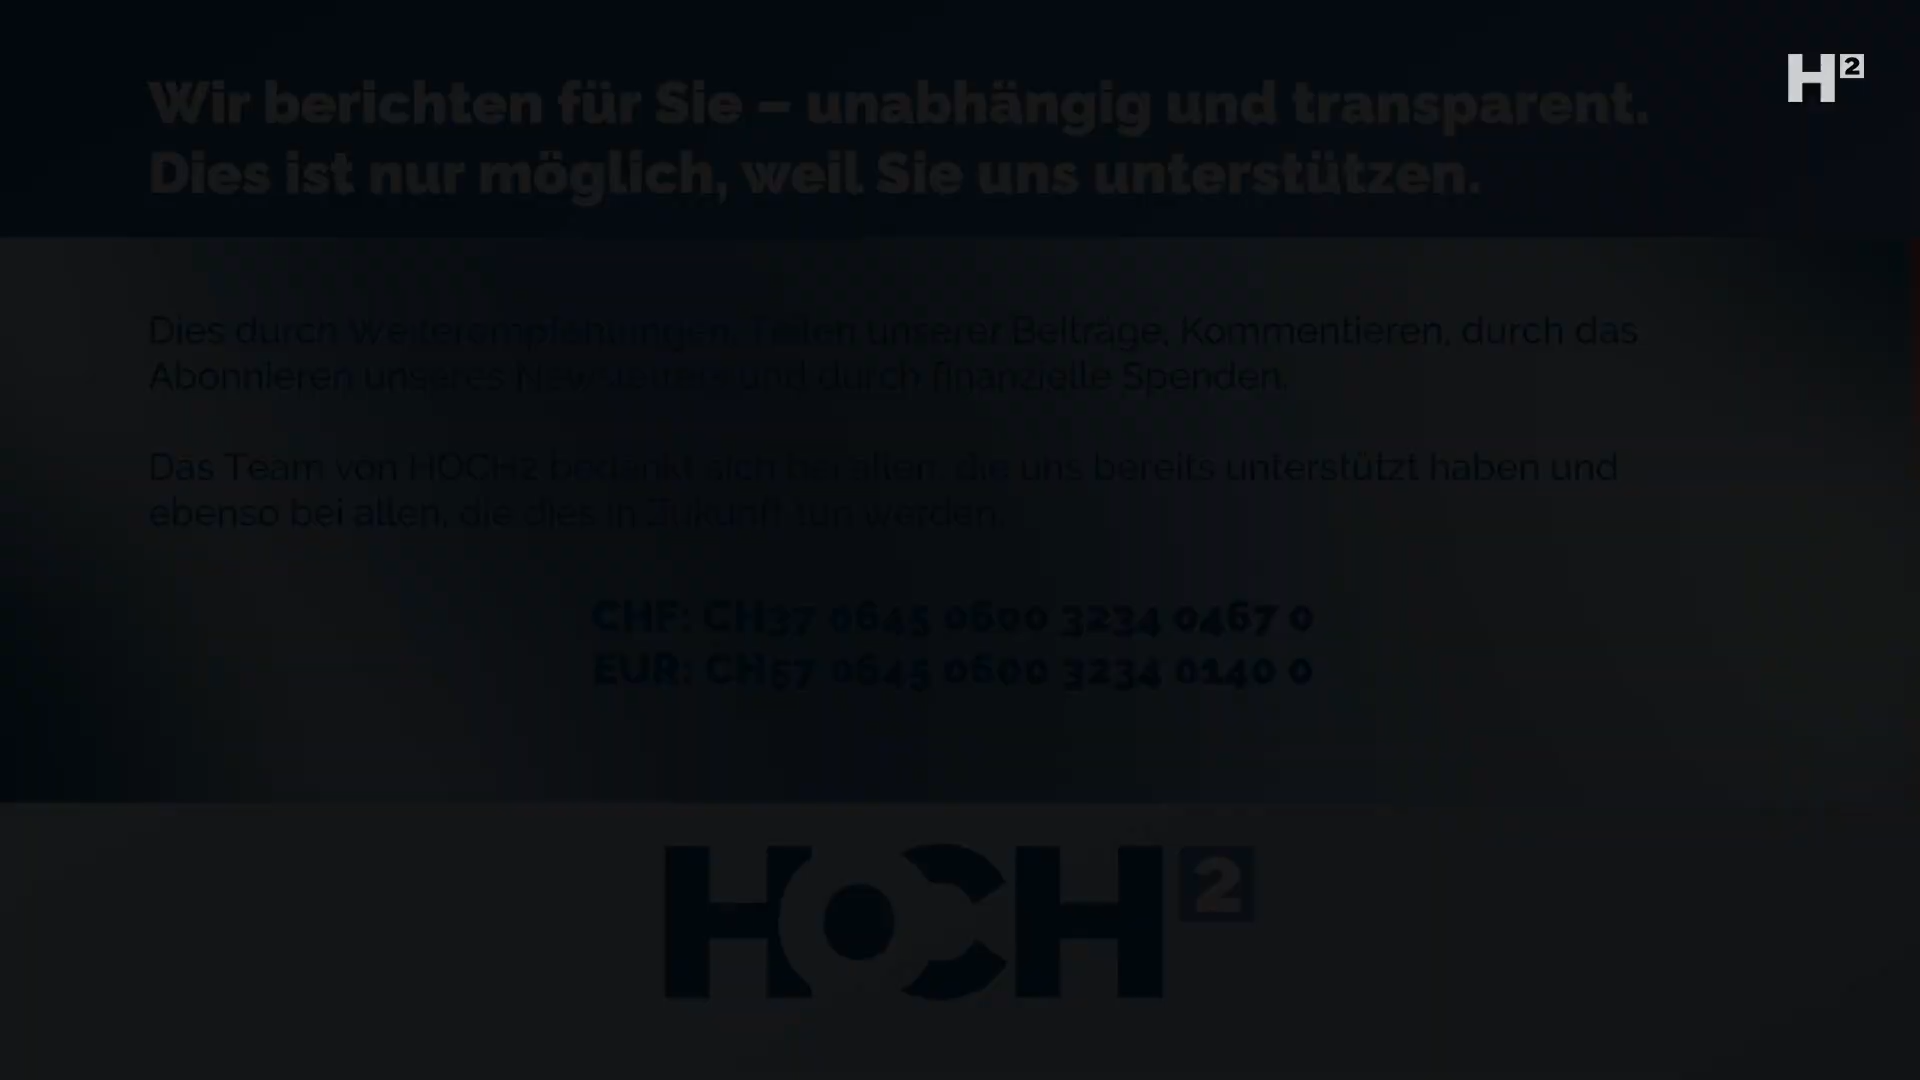 H2
Wir berichten für Sie – unabhängig und transparent.
Dies ist nur möglich, weil Sie uns unterstützen.
Dies durch Weiterempfehlungen, Teilen unserer Beiträge, Kommentieren, durch das
Abonnieren unseres Newsletters und durch finanzielle Spenden.
Das Team von HOCH2 bedankt sich bei allen, die uns bereits unterstützt haben und
ebenso bei allen, die dies in Zukunft tun werden.
CHF: CH37 0645 0600 3234 0467 0
EUR: CH57 0645 0600 3234 0140 0
HOCH2